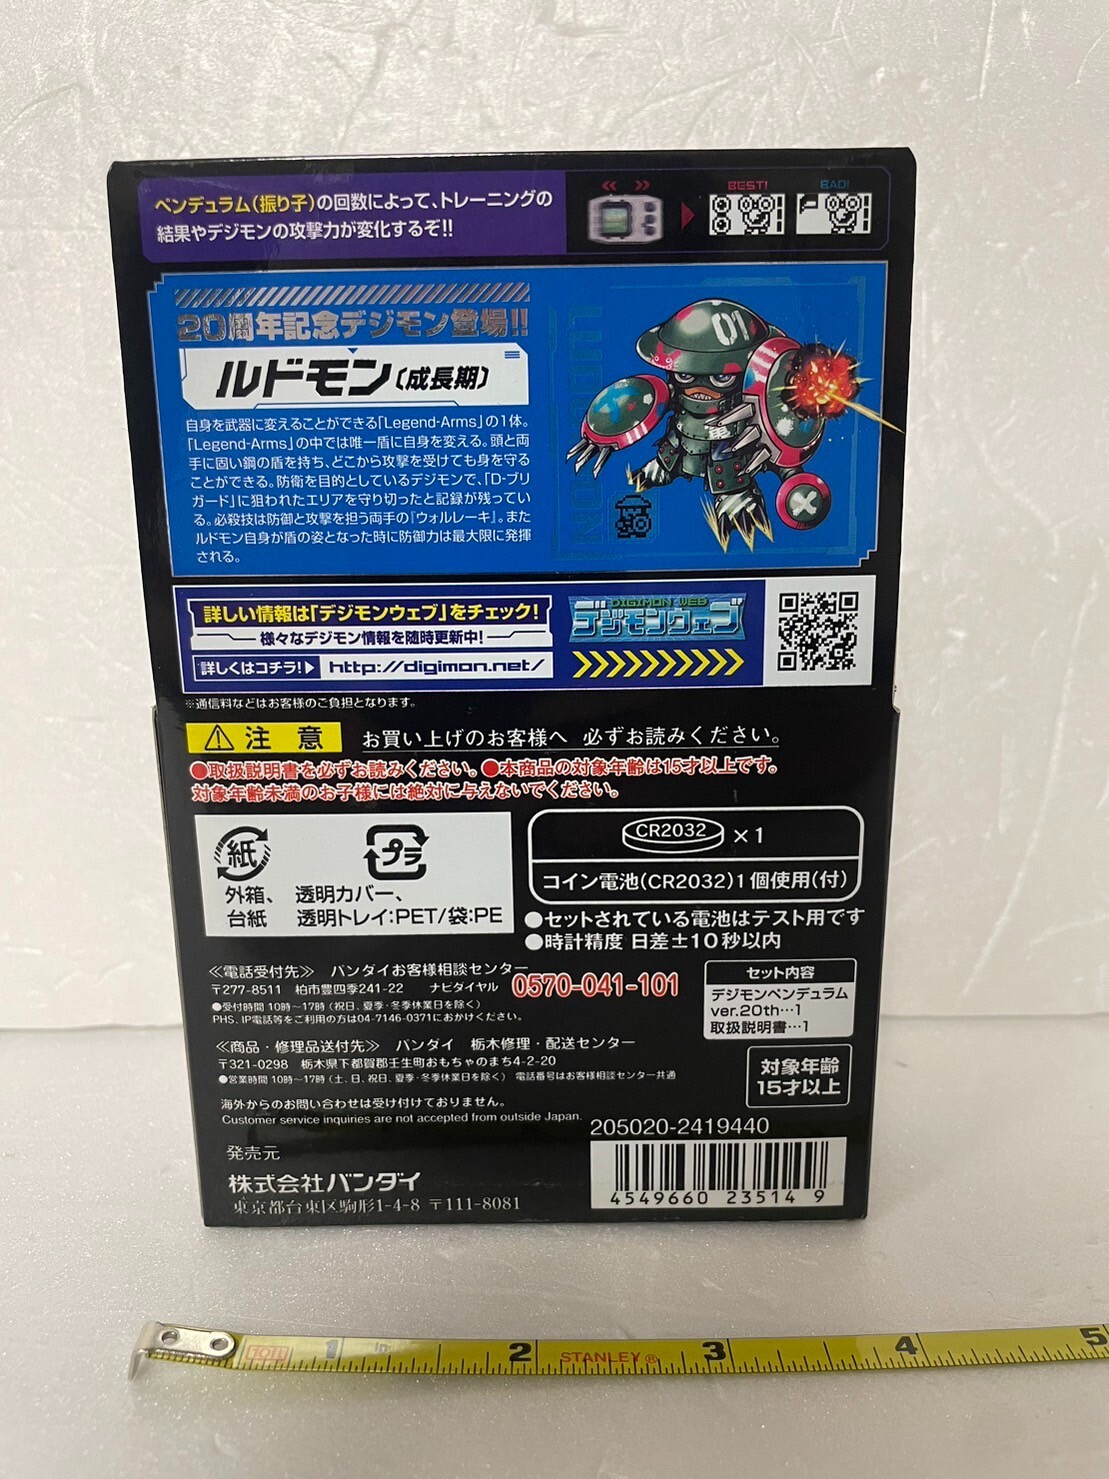 ペンデュラム(振り子)の回数によって、トレーニングの
結果やデジモンの攻撃力が変化するぞ!!
BEST!
BAD!
20周年記念デジモン登場!!
ルドモン〔成長期〕
自身を武器に変えることができる「Legend-Arms」の1体。
「Legend-Arms」の中では唯一盾に自身を変える。頭と両
手に固い鋼の盾を持ち、どこから攻撃を受けても身を守る
ことができる。防衛を目的としているデジモンで、「D-ブリ
ガード」に狙われたエリアを守り切ったと記録が残ってい
る。必殺技は防御と攻撃を担う両手の『ウォルレーキ』。また
ルドモン自身が盾の姿となった時に防御力は最大限に発揮
される。
01
詳しい情報は「デジモンウェブ」をチェック!
様々なデジモン情報を随時更新中!
詳しくはコチラ!▶ http://digimon.net/
DIGIMON WEB
デジモンウェブ
※通信料などはお客様のご負担となります。
⚠注意 お買い上げのお客様へ 必ずお読みください。
●取扱説明書を必ずお読みください。●本商品の対象年齢は15才以上です。
対象年齢未満のお子様には絶対に与えないでください。
紙
外箱、
台紙
プラ
透明カバー、
透明トレイ:PET/袋:PE
CR2032 ×1
コイン電池(CR2032)1個使用(付)
●セットされている電池はテスト用です
●時計精度 日差±10秒以内
≪電話受付先≫ バンダイお客様相談センター
〒277-8511 柏市豊四季241-22 ナビダイヤル 0570-041-101
●受付時間 10時〜17時(祝日、夏季・冬季休業日を除く)
PHS、IP電話等をご利用の方は04-7146-0371におかけください。
≪商品・修理品送付先≫ バンダイ 栃木修理・配送センター
〒321-0298 栃木県下都賀郡壬生町おもちゃのまち4-2-20
●営業時間 10時〜17時(土、日、祝日、夏季・冬季休業日を除く) 電話番号はお客様相談センター共通
海外からのお問い合わせは受け付けておりません。
Customer service inquiries are not accepted from outside Japan.
セット内容
デジモンペンデュラム
ver.20th…1
取扱説明書…1
対象年齢
15才以上
205020-2419440
4549660 23514 9
発売元
株式会社バンダイ
東京都台東区駒形1-4-8 〒111-8081
1 2 STANLEY® 3 4 5